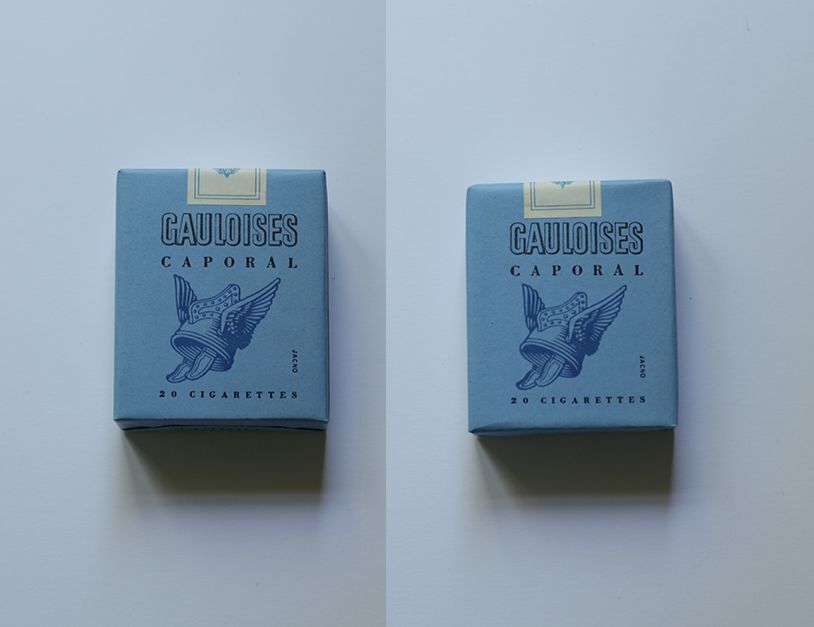 GAULOISES
CAPORAL
JACNO
20 CIGARETTES
GAULOISES
CAPORAL
JACNO
20 CIGARETTES